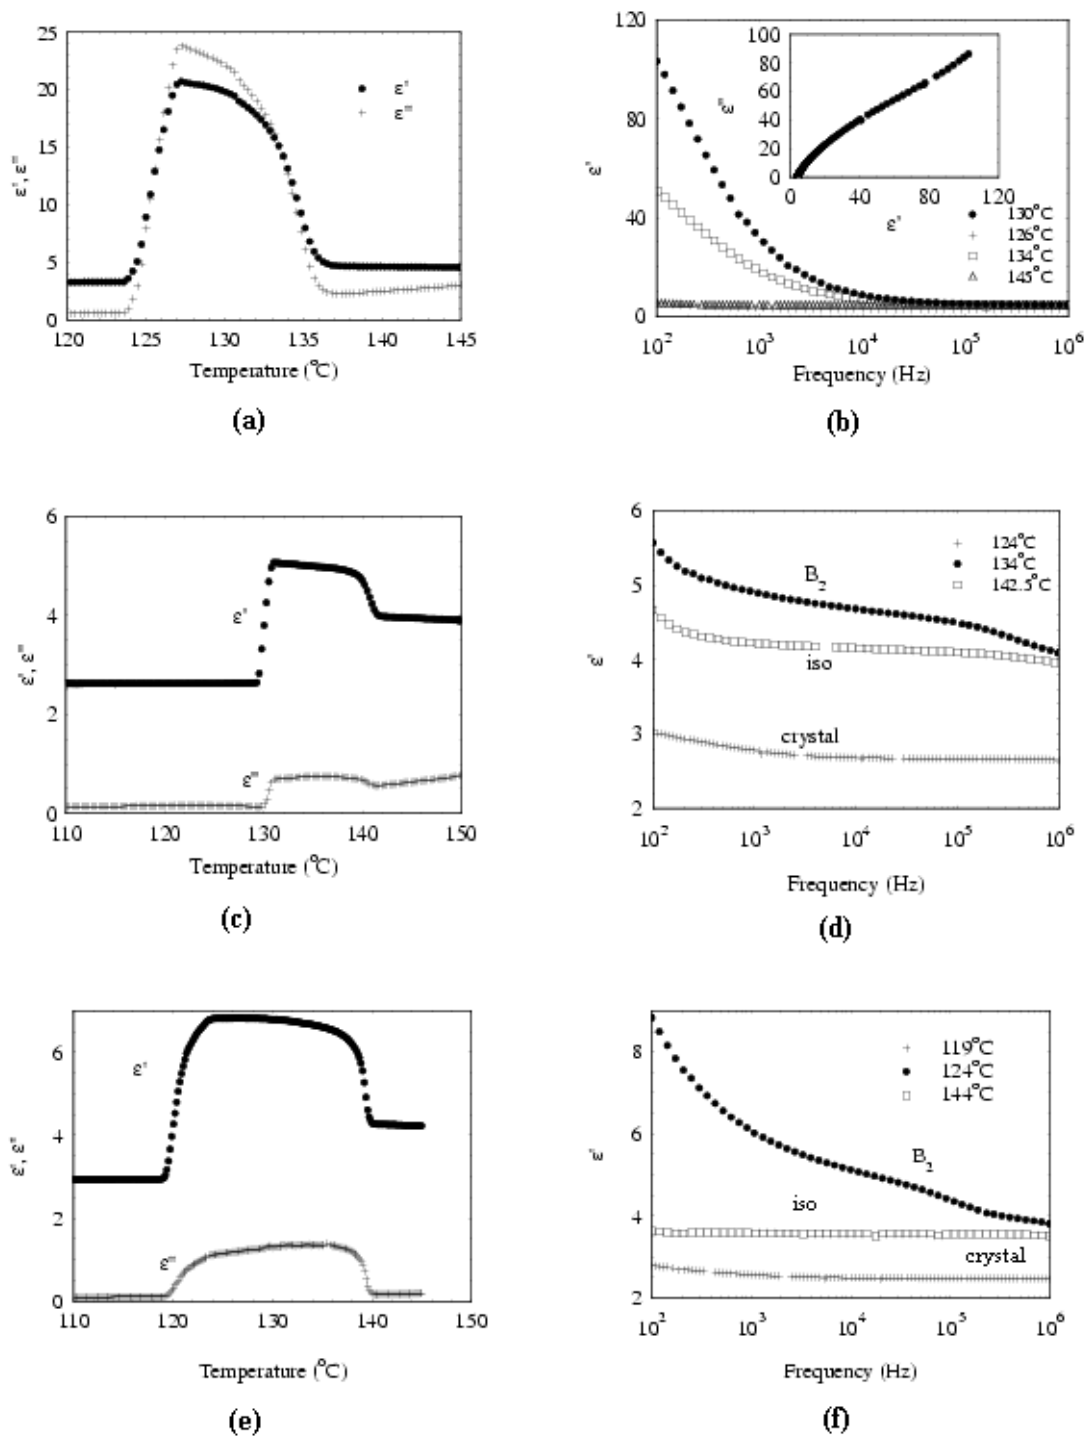 25
20
15
10
5
0
ε', ε"
ε'
ε"
120 125 130 135 140 145
Temperature (°C)
(a)
120
80
40
0
ε'
100
80
60
40
20
0
ε"
0 40 80 120
ε'
130°C
126°C
134°C
145°C
10² 10³ 10⁴ 10⁵ 10⁶
Frequency (Hz)
(b)
6
4
2
0
ε', ε"
ε'
ε"
110 120 130 140 150
Temperature (°C)
(c)
6
5
4
3
2
ε'
124°C
134°C
142.5°C
B₂
iso
crystal
10² 10³ 10⁴ 10⁵ 10⁶
Frequency (Hz)
(d)
6
4
2
0
ε', ε"
ε'
ε"
110 120 130 140 150
Temperature (°C)
(e)
8
6
4
2
ε'
119°C
124°C
144°C
B₂
iso
crystal
10² 10³ 10⁴ 10⁵ 10⁶
Frequency (Hz)
(f)